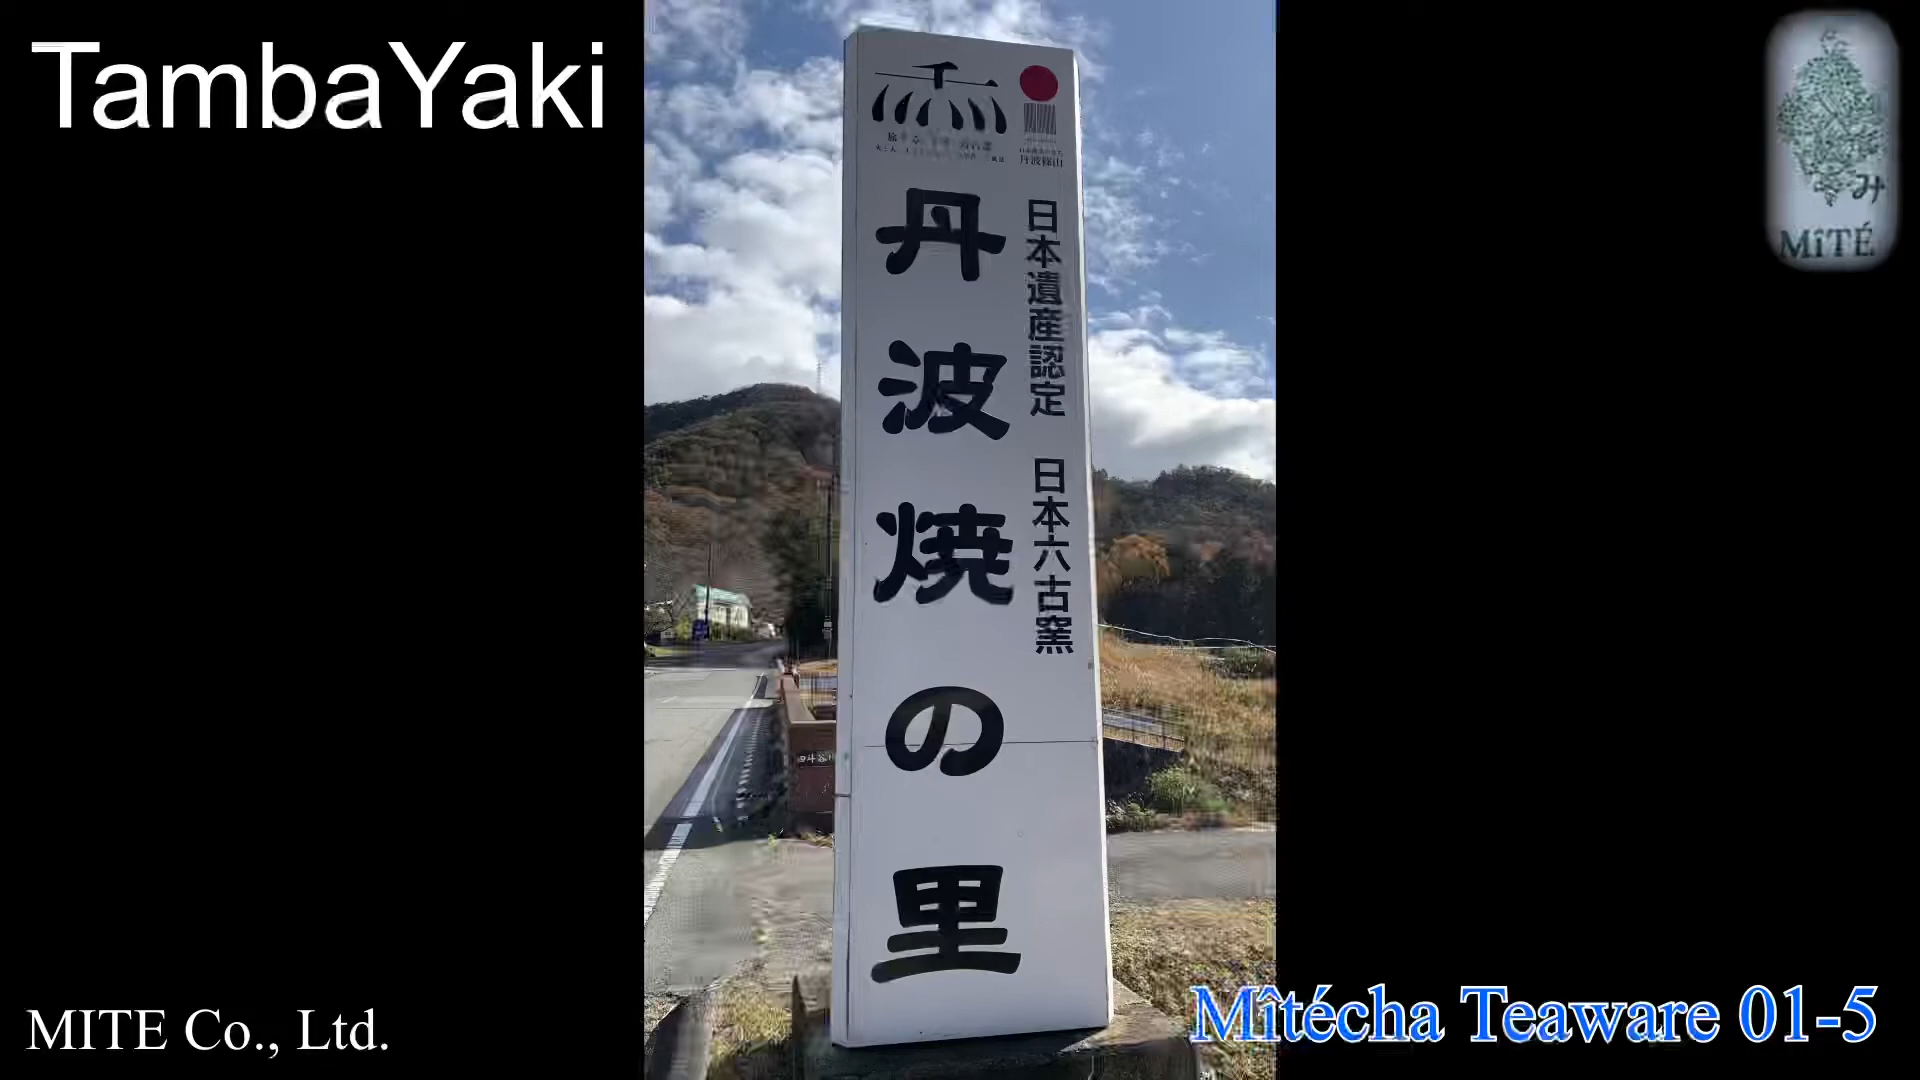 TambaYaki
丹波篠山
丹波焼の里
日本遺産認定 日本六古窯
み
MîTÉ
MITE Co., Ltd.
Mîtécha Teaware 01-5